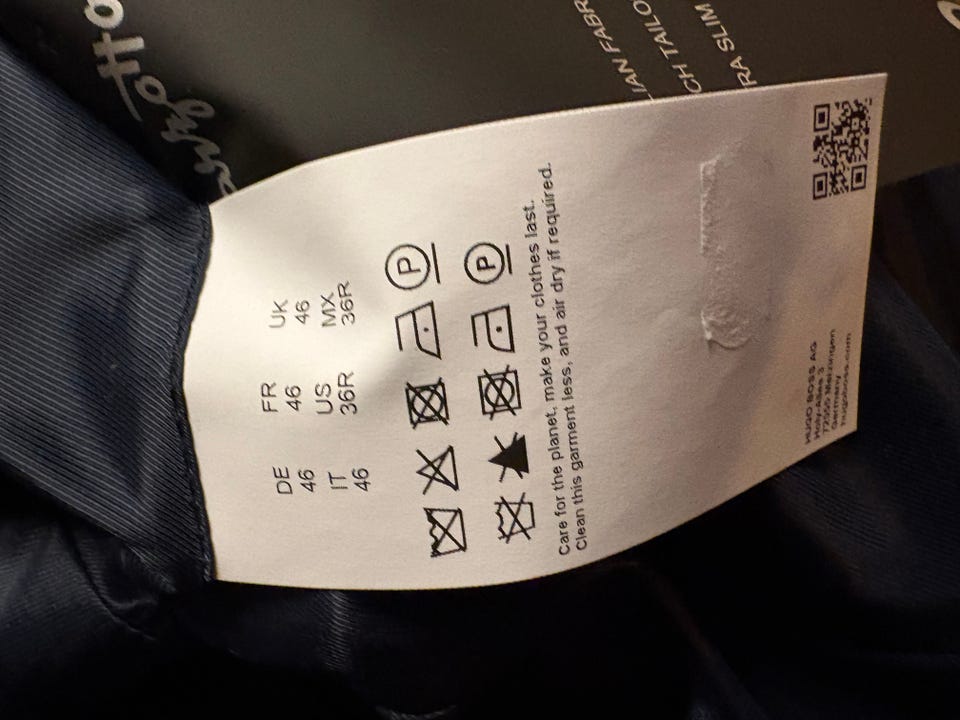 DE FR UK
46 46 46
IT US MX
46 36R 36R
P
P
Care for the planet, make your clothes last.
Clean this garment less, and air dry if required.
HUGO BOSS AG
Holy-Allee 3
72555 Metzingen
Germany
hugoboss.com
IAN FABR
CH TAILO
RA SLIM